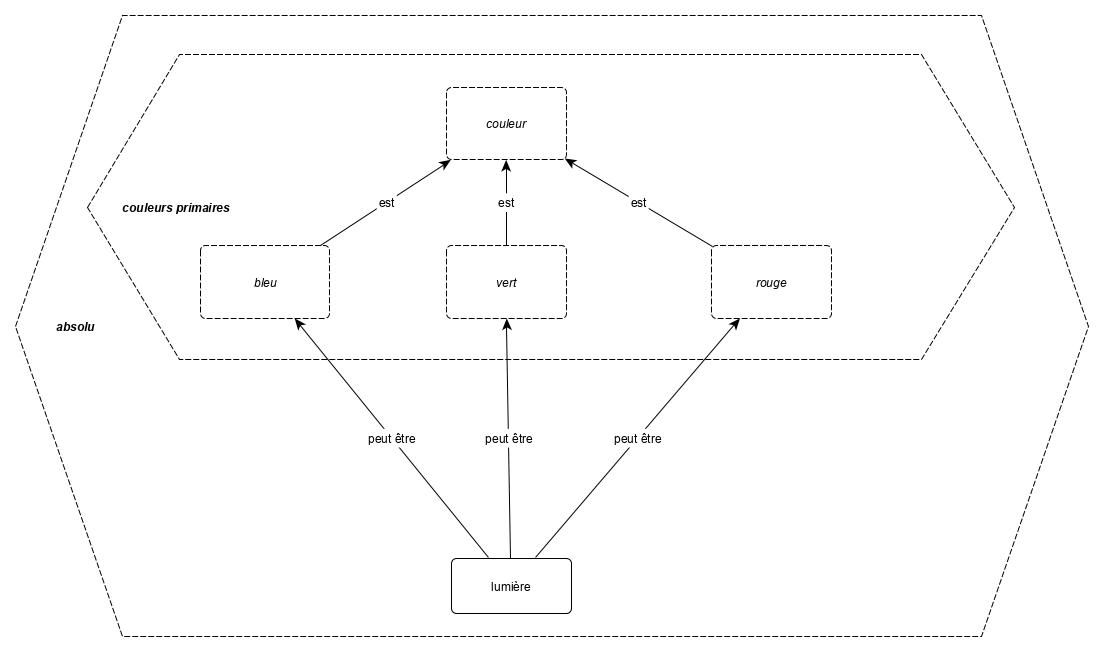 couleur
est
est
est
couleurs primaires
bleu
vert
rouge
absolu
peut être
peut être
peut être
lumière